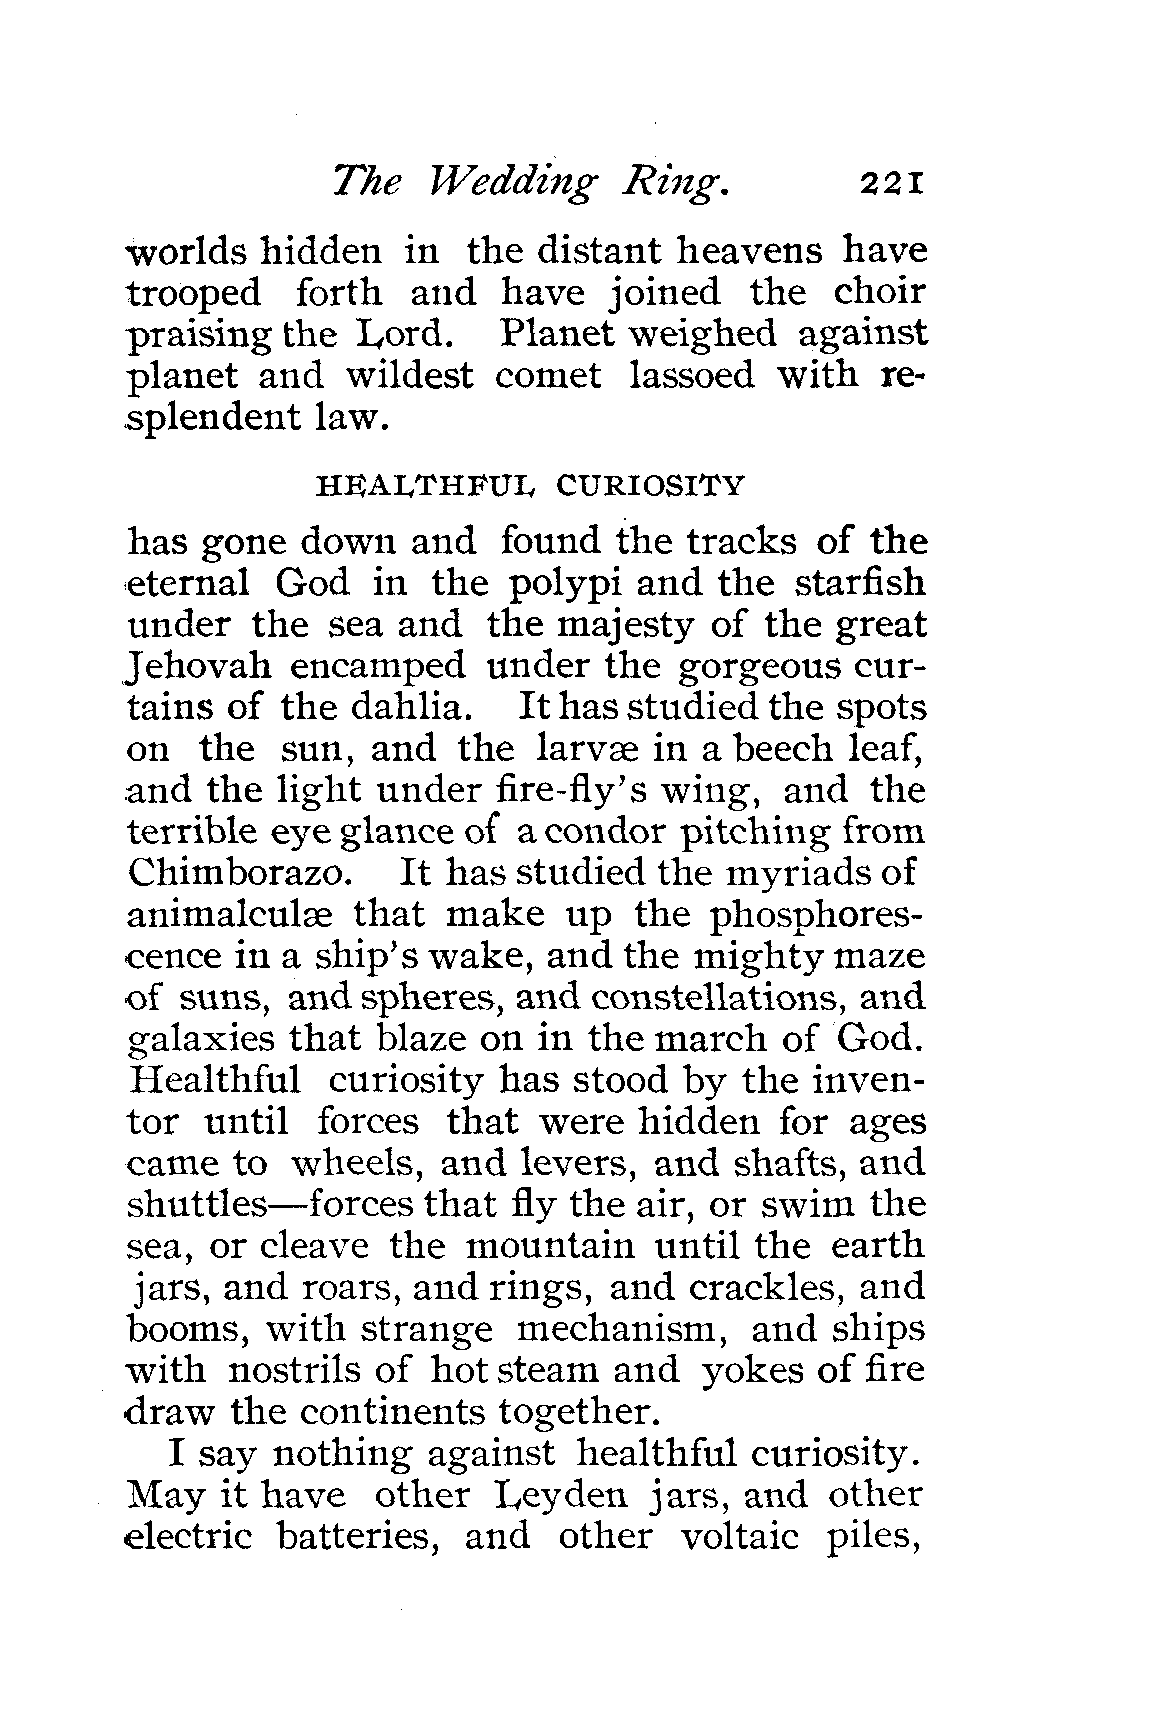 The Wedding Ring. 221
worlds hidden in the distant heavens have
trooped forth and have joined the choir
praising the Lord. Planet weighed against
planet and wildest comet lassoed with re-
splendent law.
HEALTHFUL CURIOSITY
has gone down and found the tracks of the
eternal God in the polypi and the starfish
under the sea and the majesty of the great
Jehovah encamped under the gorgeous cur-
tains of the dahlia. It has studied the spots
on the sun, and the larvæ in a beech leaf,
and the light under fire-fly's wing, and the
terrible eye glance of a condor pitching from
Chimborazo. It has studied the myriads of
animalculæ that make up the phosphores-
cence in a ship's wake, and the mighty maze
of suns, and spheres, and constellations, and
galaxies that blaze on in the march of God.
Healthful curiosity has stood by the inven-
tor until forces that were hidden for ages
came to wheels, and levers, and shafts, and
shuttles—forces that fly the air, or swim the
sea, or cleave the mountain until the earth
jars, and roars, and rings, and crackles, and
booms, with strange mechanism, and ships
with nostrils of hot steam and yokes of fire
draw the continents together.
I say nothing against healthful curiosity.
May it have other Leyden jars, and other
electric batteries, and other voltaic piles,